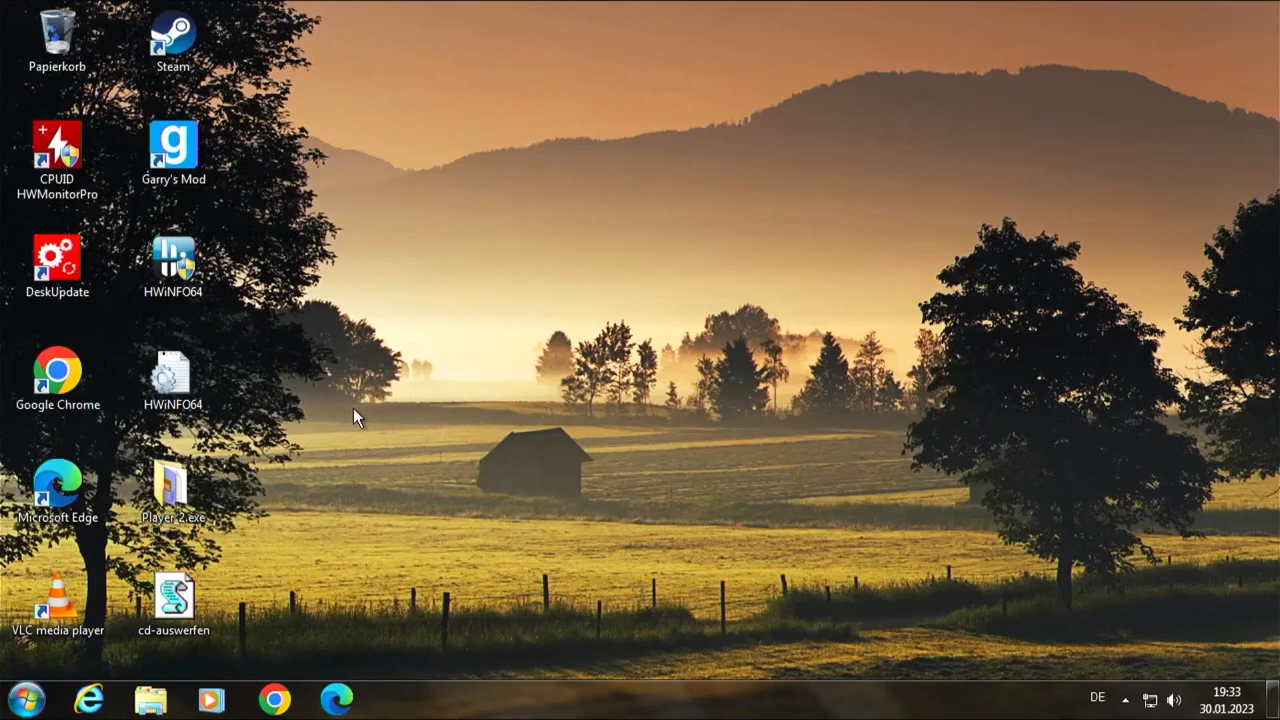 Papierkorb
Steam
CPUID
HWMonitorPro
Garry's Mod
DeskUpdate
HWiNFO64
Google Chrome
HWiNFO64
Microsoft Edge
Player 2.exe
VLC media player
cd-auswerfen
DE
19:33
30.01.2023